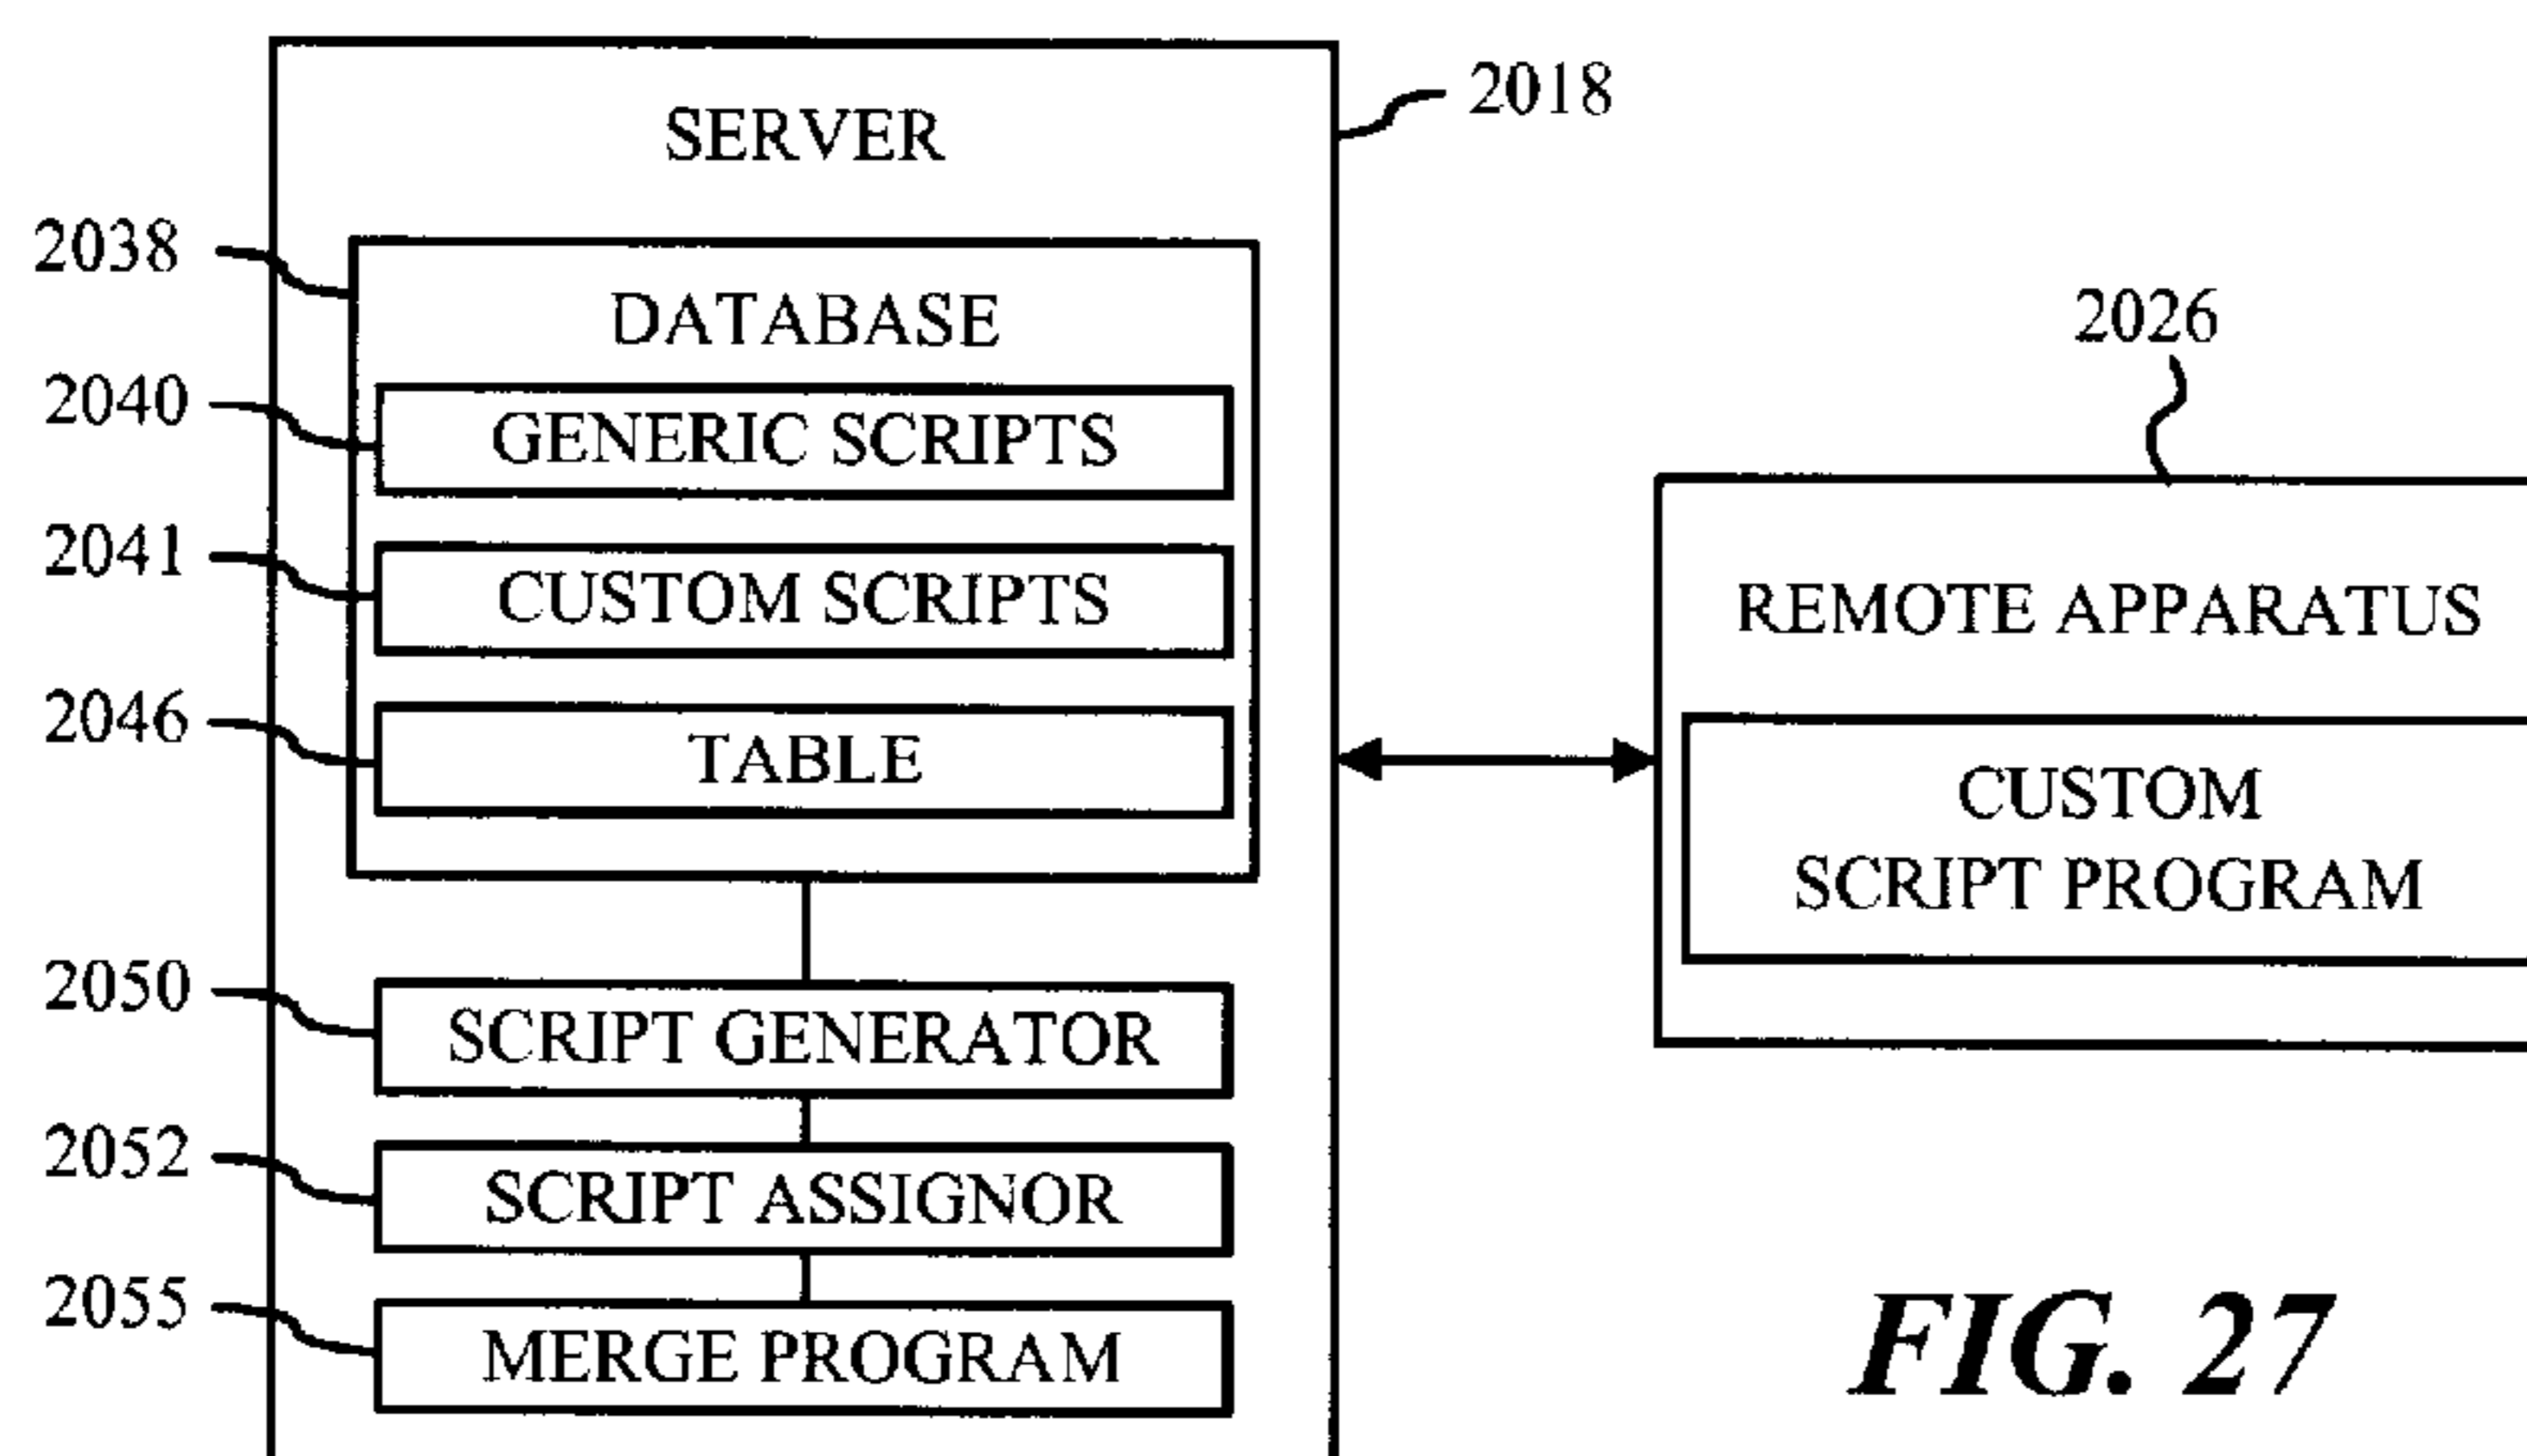 2018
SERVER
2038
DATABASE
2040
GENERIC SCRIPTS
2041
CUSTOM SCRIPTS
2046
TABLE
2050
SCRIPT GENERATOR
2052
SCRIPT ASSIGNOR
2055
MERGE PROGRAM
2026
REMOTE APPARATUS
CUSTOM
SCRIPT PROGRAM
FIG. 27